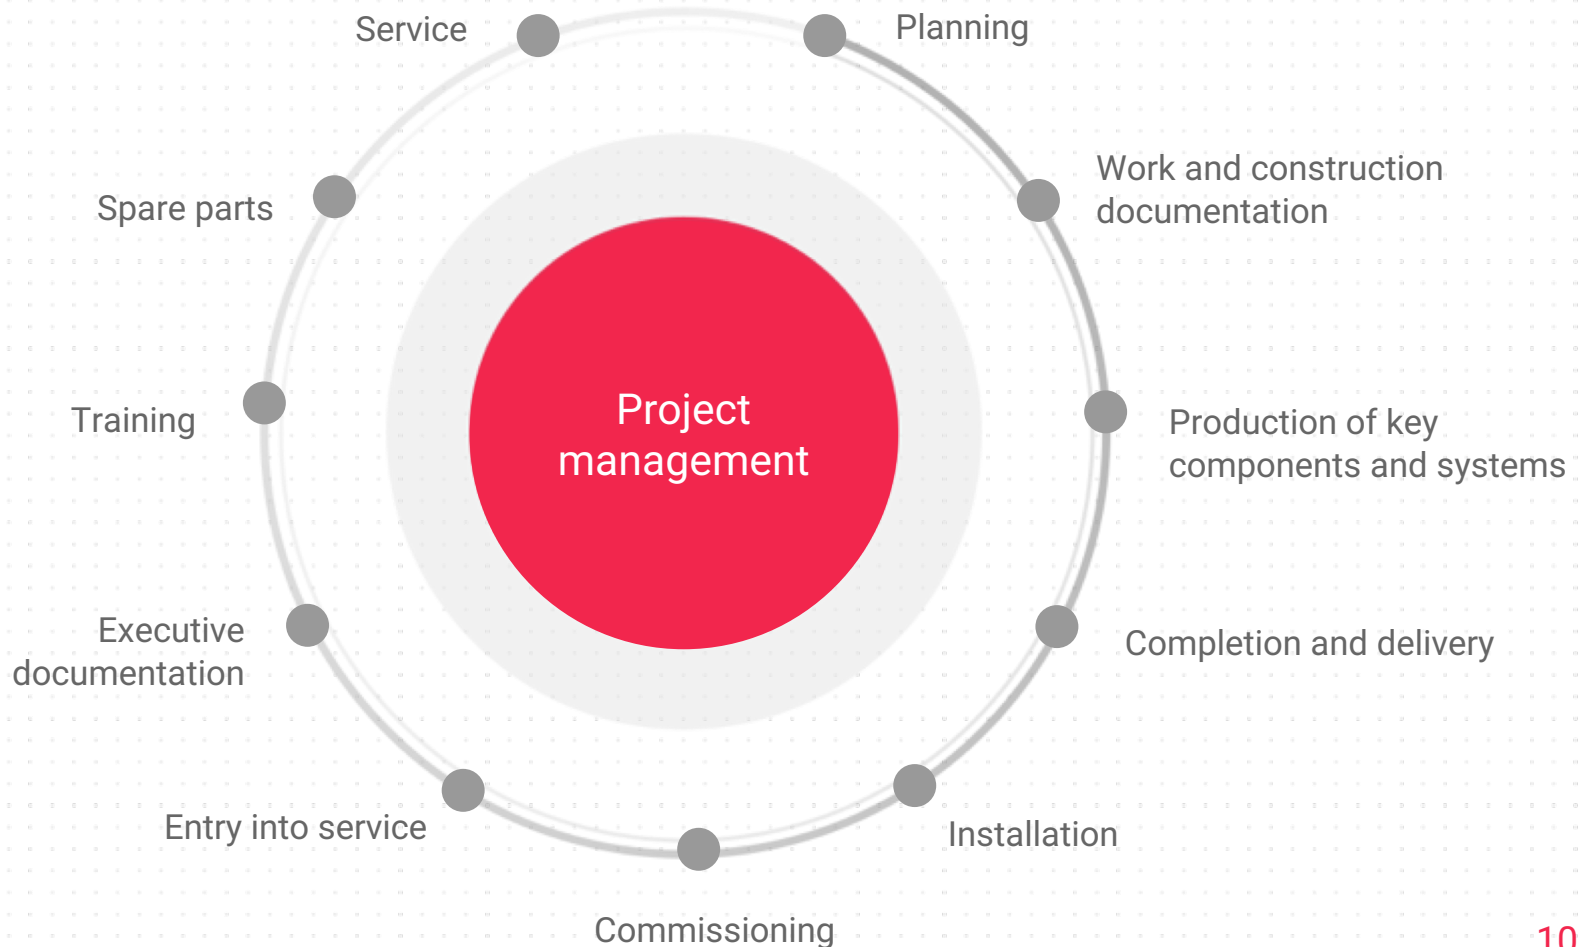 Service
Planning
Work and construction
documentation
Spare parts
Project
management
Training
Production of key
components and systems
Executive
documentation
Completion and delivery
Entry into service
Installation
Commissioning
10